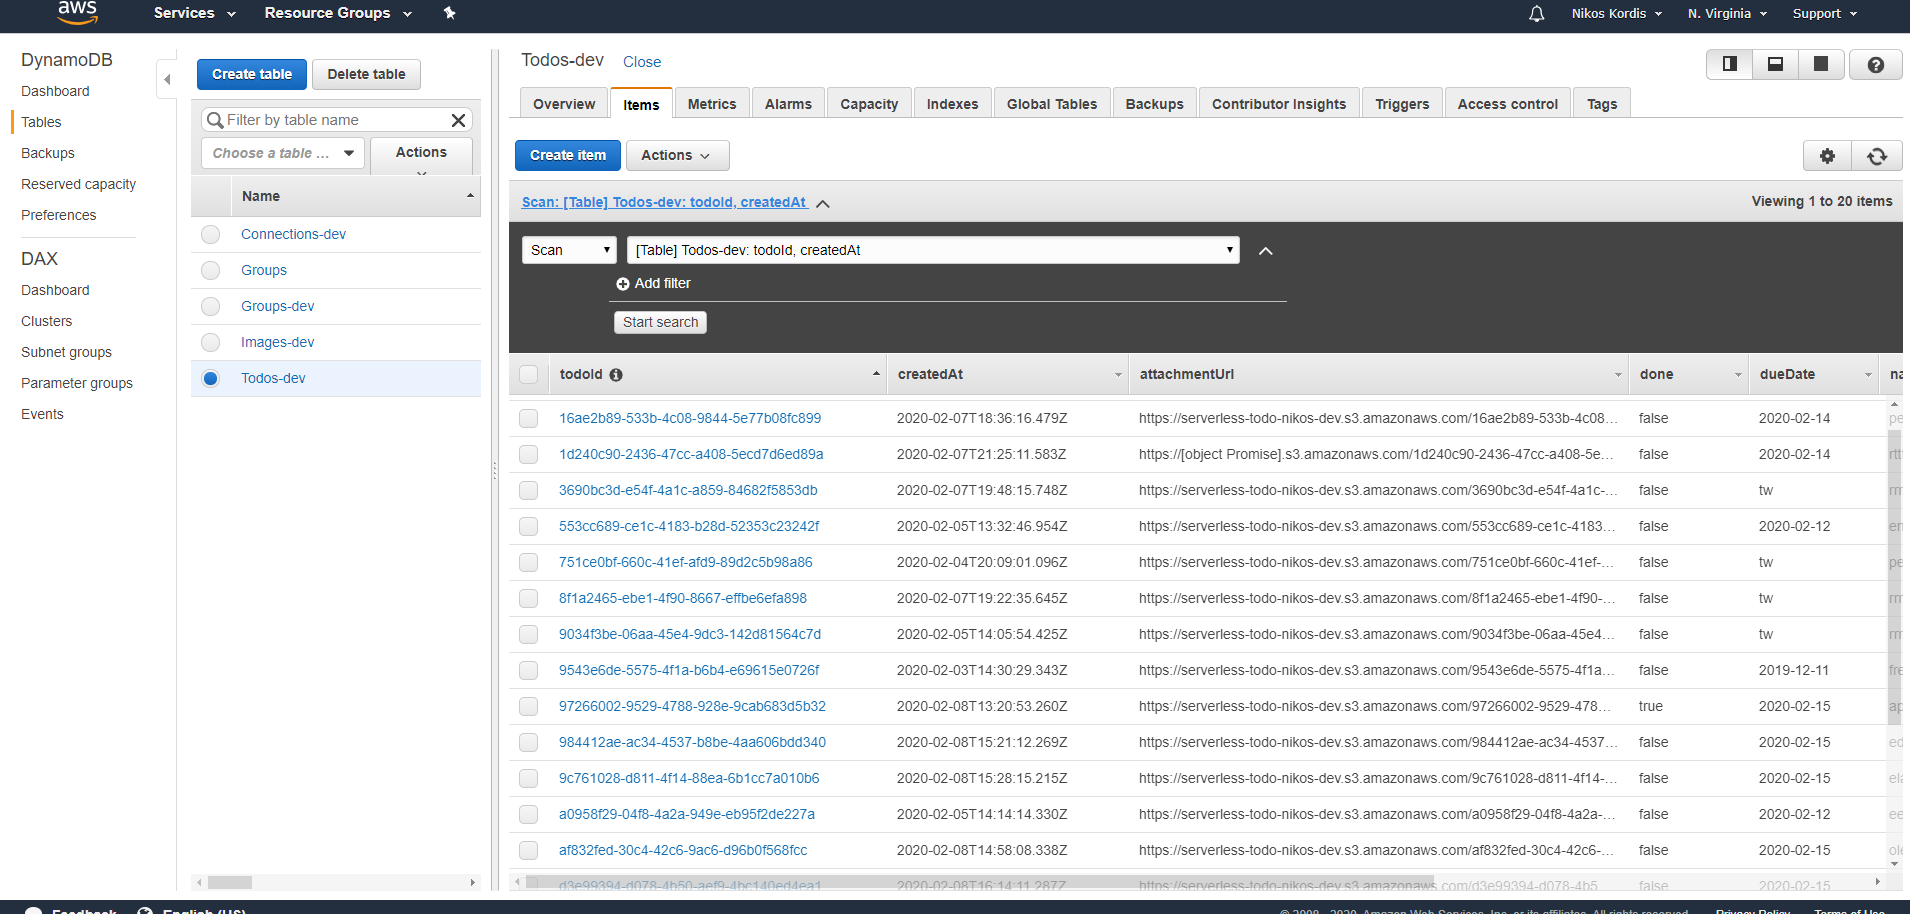 aws Services Resource Groups Nikos Kordis N. Virginia Support
DynamoDB
Dashboard
Tables
Backups
Reserved capacity
Preferences
DAX
Dashboard
Clusters
Subnet groups
Parameter groups
Events
Create table Delete table
Filter by table name
Choose a table ... Actions
Name
Connections-dev
Groups
Groups-dev
Images-dev
Todos-dev
Todos-dev Close
Overview Items Metrics Alarms Capacity Indexes Global Tables Backups Contributor Insights Triggers Access control Tags
Create item Actions
Scan: [Table] Todos-dev: todoId, createdAt Viewing 1 to 20 items
Scan [Table] Todos-dev: todoId, createdAt
Add filter
Start search
todoId createdAt attachmentUrl done dueDate na
16ae2b89-533b-4c08-9844-5e77b08fc899 2020-02-07T18:36:16.479Z https://serverless-todo-nikos-dev.s3.amazonaws.com/16ae2b89-533b-4c08... false 2020-02-14 pe
1d240c90-2436-47cc-a408-5ecd7d6ed89a 2020-02-07T21:25:11.583Z https://[object Promise].s3.amazonaws.com/1d240c90-2436-47cc-a408-5e... false 2020-02-14 rtt
3690bc3d-e54f-4a1c-a859-84682f5853db 2020-02-07T19:48:15.748Z https://serverless-todo-nikos-dev.s3.amazonaws.com/3690bc3d-e54f-4a1c-... false tw rrr
553cc689-ce1c-4183-b28d-52353c23242f 2020-02-05T13:32:46.954Z https://serverless-todo-nikos-dev.s3.amazonaws.com/553cc689-ce1c-4183... false 2020-02-12
751ce0bf-660c-41ef-afd9-89d2c5b98a86 2020-02-04T20:09:01.096Z https://serverless-todo-nikos-dev.s3.amazonaws.com/751ce0bf-660c-41ef-... false tw pe
8f1a2465-ebe1-4f90-8667-effbe6efa898 2020-02-07T19:22:35.645Z https://serverless-todo-nikos-dev.s3.amazonaws.com/8f1a2465-ebe1-4f90-... false tw
9034f3be-06aa-45e4-9dc3-142d81564c7d 2020-02-05T14:05:54.425Z https://serverless-todo-nikos-dev.s3.amazonaws.com/9034f3be-06aa-45e4... false tw
9543e6de-5575-4f1a-b6b4-e69615e0726f 2020-02-03T14:30:29.343Z https://serverless-todo-nikos-dev.s3.amazonaws.com/9543e6de-5575-4f1a... false 2019-12-11 fre
97266002-9529-4788-928e-9cab683d5b32 2020-02-08T13:20:53.260Z https://serverless-todo-nikos-dev.s3.amazonaws.com/97266002-9529-478... true 2020-02-15 ap
984412ae-ac34-4537-b8be-4aa606bdd340 2020-02-08T15:21:12.269Z https://serverless-todo-nikos-dev.s3.amazonaws.com/984412ae-ac34-4537... false 2020-02-15 ed
9c761028-d811-4f14-88ea-6b1cc7a010b6 2020-02-08T15:28:15.215Z https://serverless-todo-nikos-dev.s3.amazonaws.com/9c761028-d811-4f14-... false 2020-02-15 ela
a0958f29-04f8-4a2a-949e-eb95f2de227a 2020-02-05T14:14:14.330Z https://serverless-todo-nikos-dev.s3.amazonaws.com/a0958f29-04f8-4a2a-... false 2020-02-12 ee
af832fed-30c4-42c6-9ac6-d96b0f568fcc 2020-02-08T14:58:08.338Z https://serverless-todo-nikos-dev.s3.amazonaws.com/af832fed-30c4-42c6-... false 2020-02-15 ole
d3e99394-d078-4b50-aef9-4bc140ed4ea1 2020-02-08T16:14:11.287Z https://serverless-todo-nikos-dev.s3.amazonaws.com/d3e99394-d078-4b5 false 2020-02-15
Feedback English (US) © 2008 - 2020, Amazon Web Services, Inc. or its affiliates. All rights reserved. Privacy Policy Terms of Use